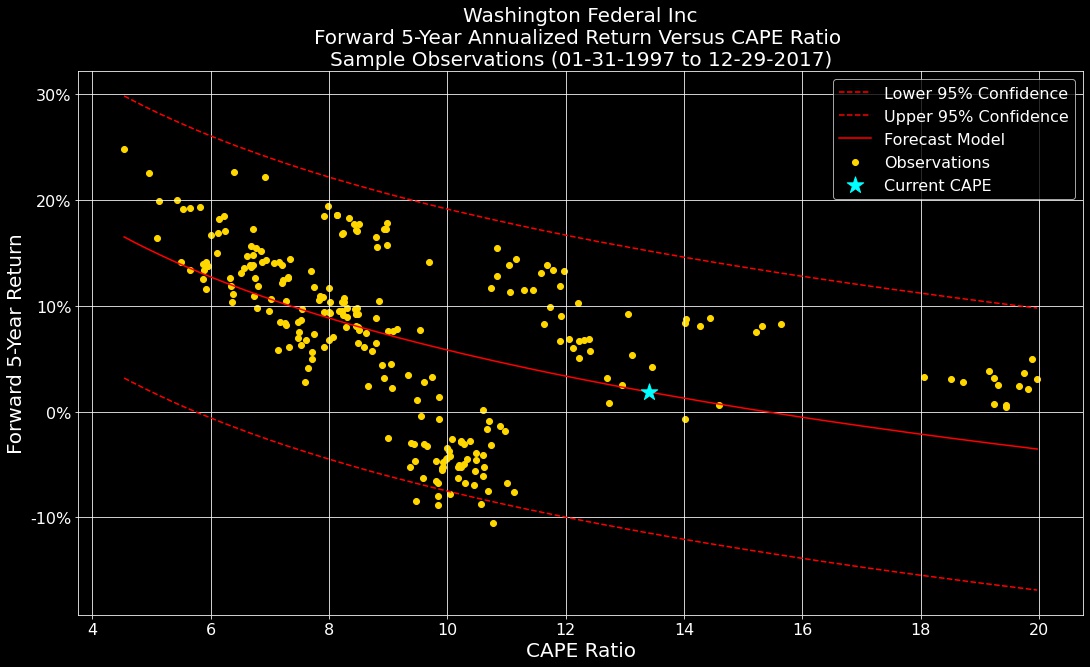 Washington Federal Inc
Forward 5-Year Annualized Return Versus CAPE Ratio
Sample Observations (01-31-1997 to 12-29-2017)
Lower 95% Confidence
Upper 95% Confidence
Forecast Model
Observations
Current CAPE
Forward 5-Year Return
30%
20%
10%
0%
-10%
4 6 8 10 12 14 16 18 20
CAPE Ratio